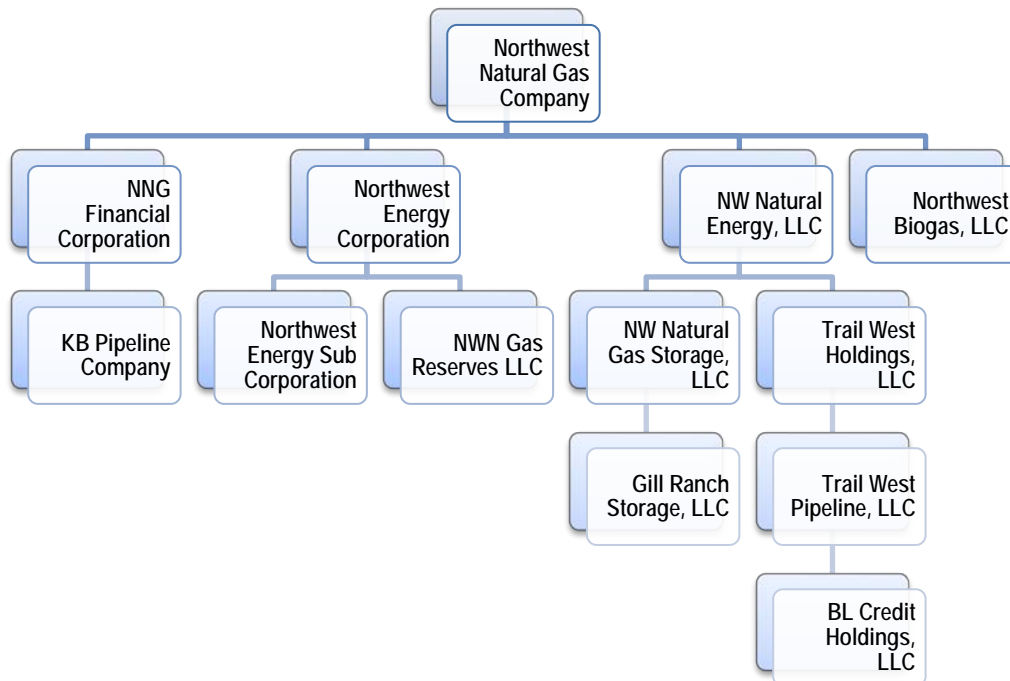 Northwest
Natural Gas
Company
NNG
Financial
Corporation
Northwest
Energy
Corporation
NW Natural
Energy, LLC
Northwest
Biogas, LLC
KB Pipeline
Company
Northwest
Energy Sub
Corporation
NWN Gas
Reserves LLC
NW Natural
Gas Storage,
LLC
Trail West
Holdings,
LLC
Gill Ranch
Storage, LLC
Trail West
Pipeline, LLC
BL Credit
Holdings,
LLC